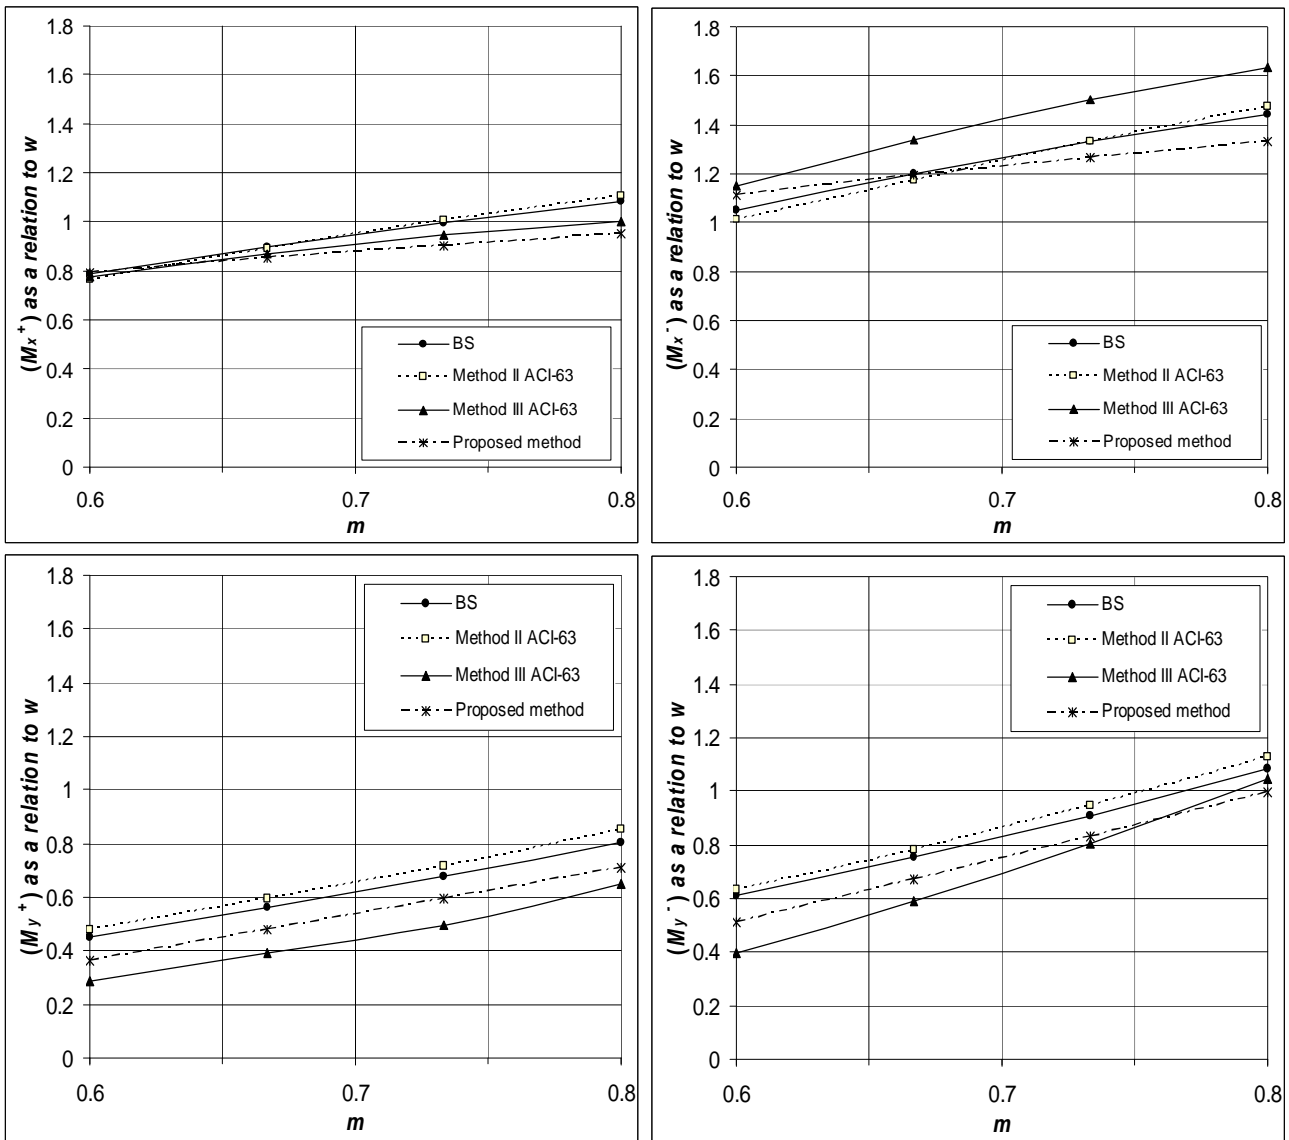 (Mx +) as a relation to w
1.8
1.6
1.4
1.2
1
0.8
0.6
0.4
0.2
0
BS
Method II ACI-63
Method III ACI-63
Proposed method
0.6 0.7 0.8
m
(Mx -) as a relation to w
1.8
1.6
1.4
1.2
1
0.8
0.6
0.4
0.2
0
BS
Method II ACI-63
Method III ACI-63
Proposed method
0.6 0.7 0.8
m
(My +) as a relation to w
1.8
1.6
1.4
1.2
1
0.8
0.6
0.4
0.2
0
BS
Method II ACI-63
Method III ACI-63
Proposed method
0.6 0.7 0.8
m
(My -) as a relation to w
1.8
1.6
1.4
1.2
1
0.8
0.6
0.4
0.2
0
BS
Method II ACI-63
Method III ACI-63
Proposed method
0.6 0.7 0.8
m